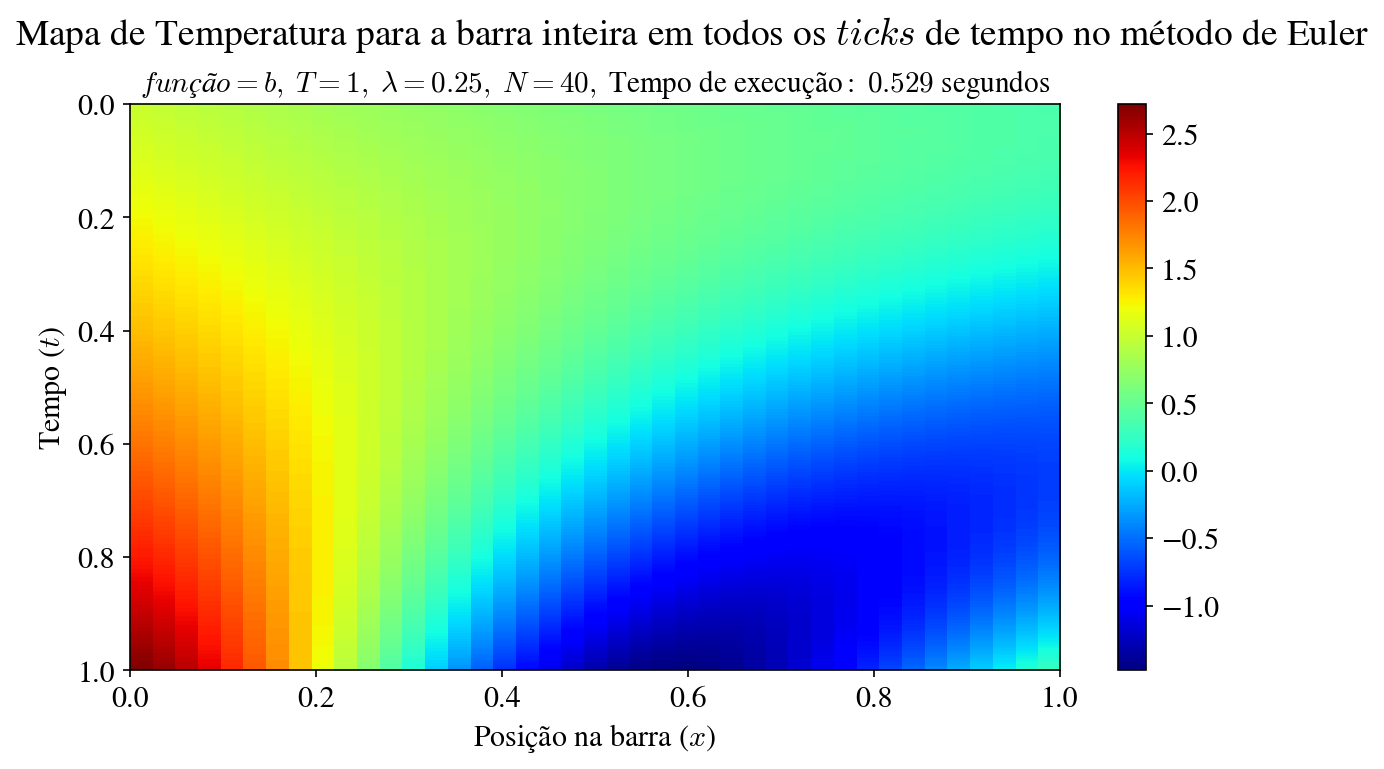 Mapa de Temperatura para a barra inteira em todos os ticks de tempo no método de Euler
função = b, T = 1, λ = 0.25, N = 40, Tempo de execução : 0.529 segundos
0.0
0.2
0.4
0.6
0.8
1.0
Tempo (t)
0.0 0.2 0.4 0.6 0.8 1.0
Posição na barra (x)
2.5
2.0
1.5
1.0
0.5
0.0
−0.5
−1.0